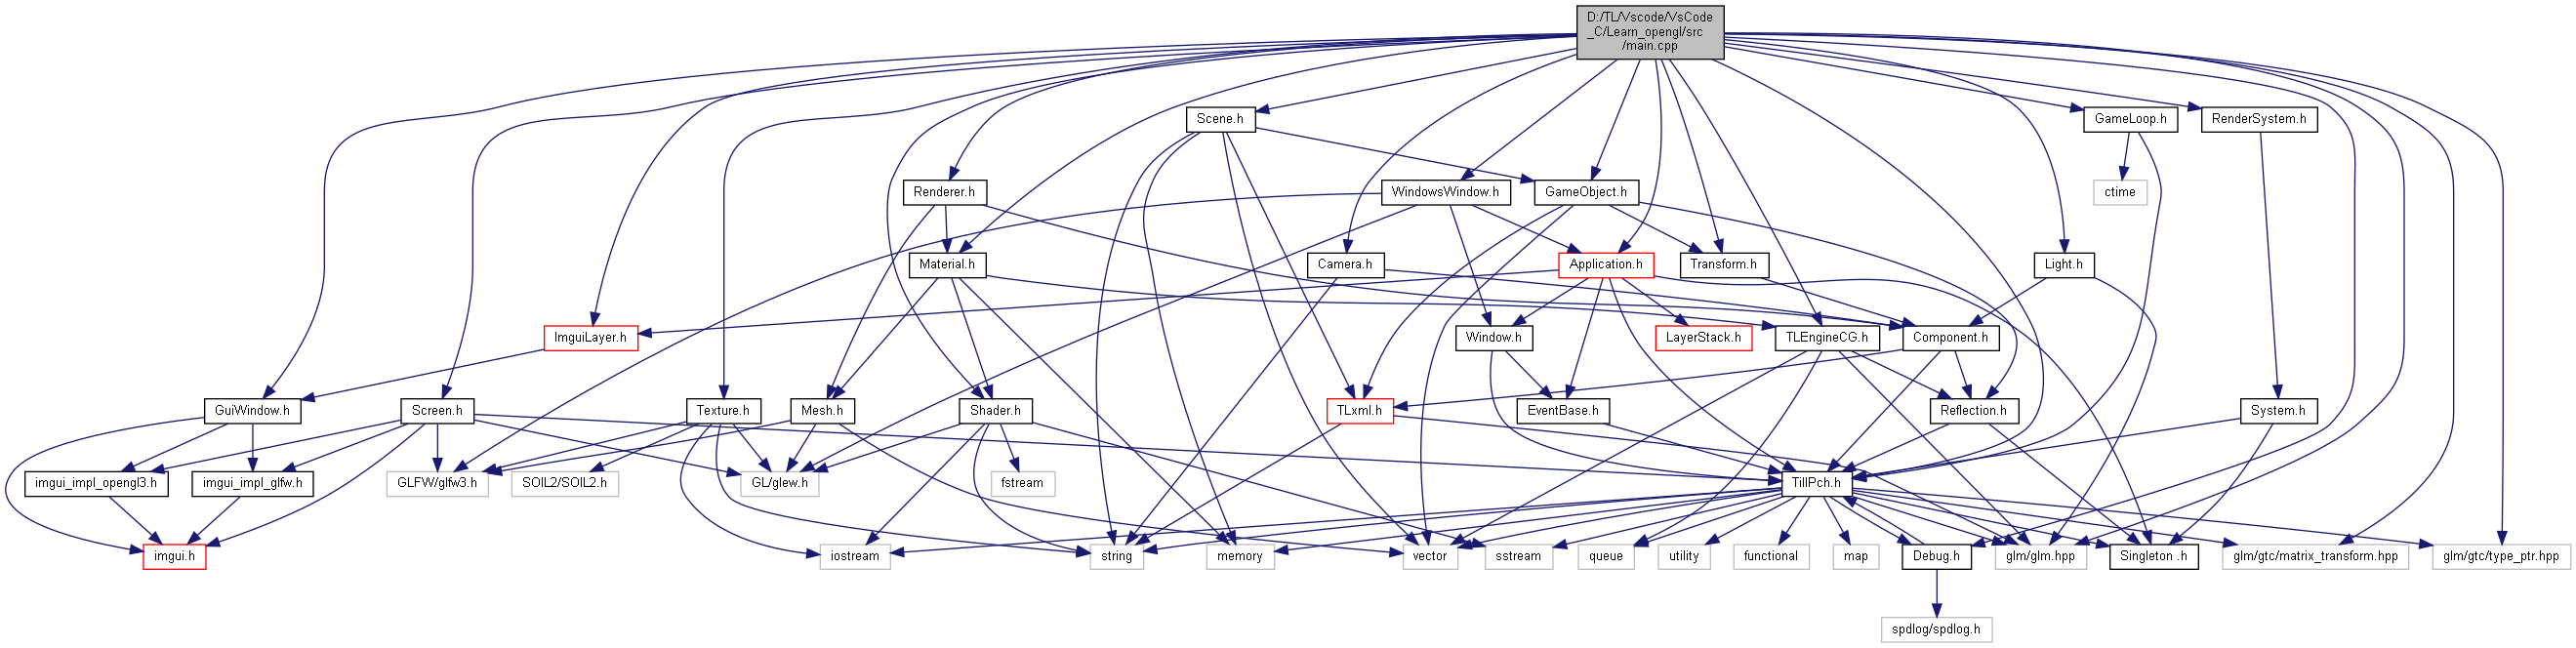 D:/TL/Vscode/VsCode
_C/Learn_opengl/src
/main.cpp
Scene.h
GameLoop.h
RenderSystem.h
Renderer.h
WindowsWindow.h
GameObject.h
ctime
Material.h
Camera.h
Application.h
Transform.h
Light.h
ImguiLayer.h
Window.h
LayerStack.h
TLEngineCG.h
Component.h
GuiWindow.h
Screen.h
Texture.h
Mesh.h
Shader.h
TLxml.h
EventBase.h
Reflection.h
System.h
imgui_impl_opengl3.h
imgui_impl_glfw.h
GLFW/glfw3.h
SOIL2/SOIL2.h
GL/glew.h
fstream
TillPch.h
imgui.h
iostream
string
memory
vector
sstream
queue
utility
functional
map
Debug.h
glm/glm.hpp
Singleton .h
glm/gtc/matrix_transform.hpp
glm/gtc/type_ptr.hpp
spdlog/spdlog.h